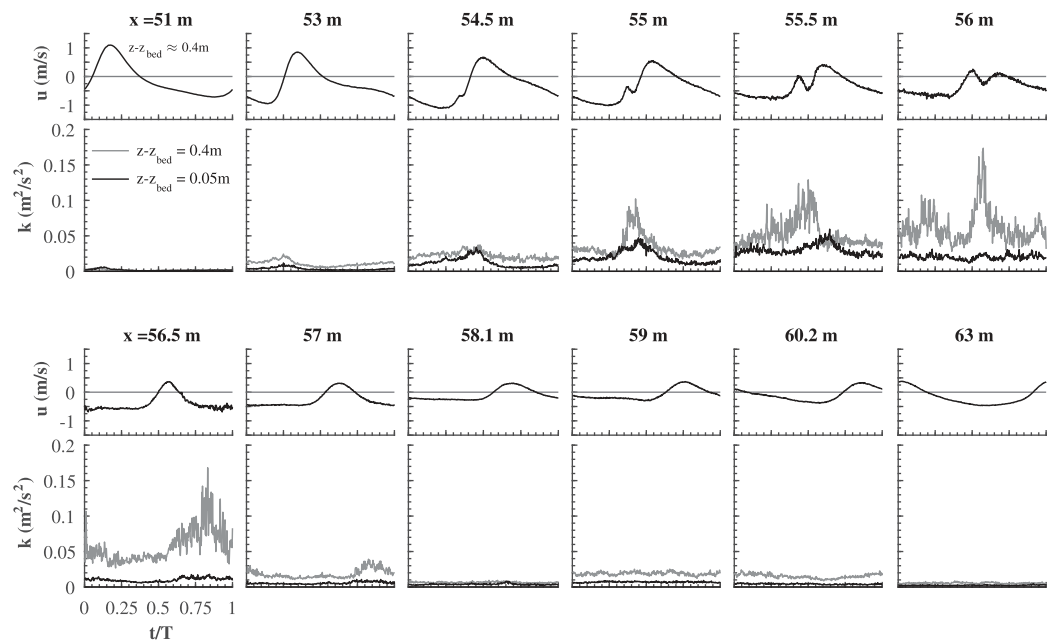 x =51 m 53 m 54.5 m 55 m 55.5 m 56 m
u (m/s)
1
0
-1
z-z_bed ≈ 0.4m
k (m²/s²)
0.2
0.15
0.1
0.05
0
z-z_bed = 0.4m
z-z_bed = 0.05m
x =56.5 m 57 m 58.1 m 59 m 60.2 m 63 m
u (m/s)
1
0
-1
k (m²/s²)
0.2
0.15
0.1
0.05
0
0 0.25 0.5 0.75 1
t/T